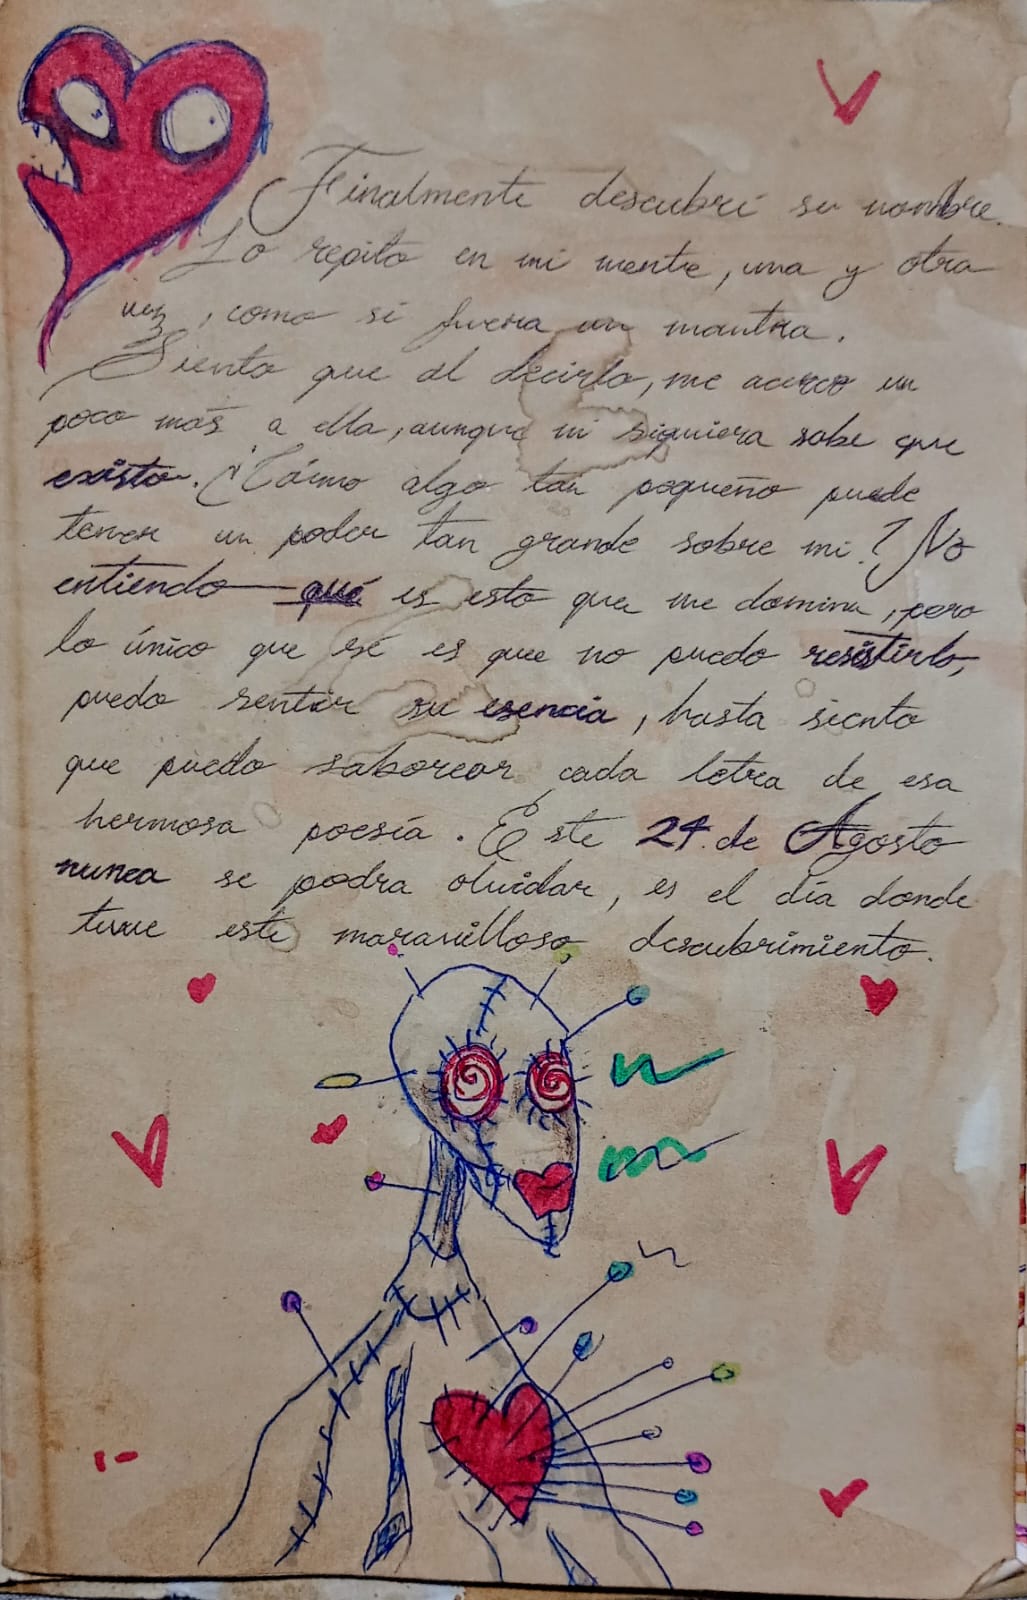 Finalmente descubrí su nombre.
Lo repito en mi mente, una y otra
vez, como si fuera un mantra.
Siento que al decirlo, me acerco un
poco más a ella, aunque ni siquiera sabe que
existo. ¿Cómo algo tan pequeño puede
tener un poder tan grande sobre mi? No
entiendo qué es esto que me domina, pero
lo único que sé es que no puedo resistirlo,
puedo sentir su esencia, hasta siento
que puedo saborear cada letra de esa
hermosa poesía. Este 24 de Agosto
nunca se podra olvidar, es el día donde
tuve este maravilloso descubrimiento.